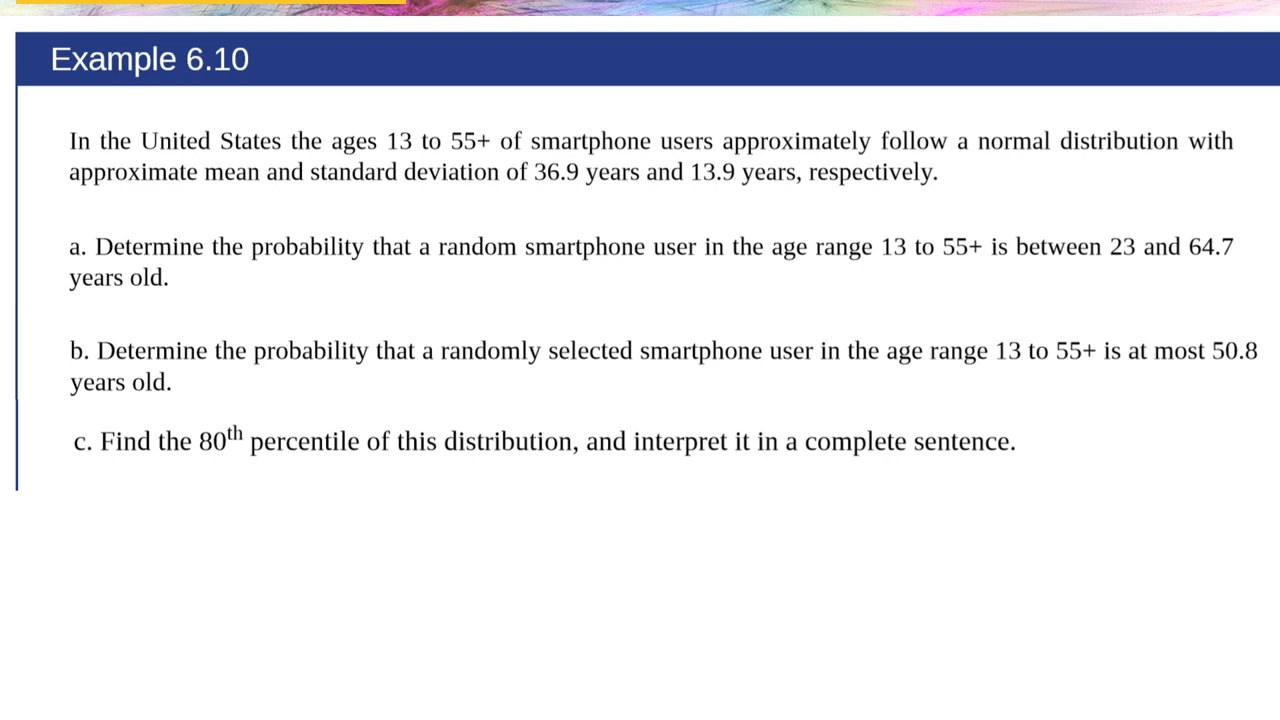 Example 6.10
In the United States the ages 13 to 55+ of smartphone users approximately follow a normal distribution with
approximate mean and standard deviation of 36.9 years and 13.9 years, respectively.
a. Determine the probability that a random smartphone user in the age range 13 to 55+ is between 23 and 64.7
years old.
b. Determine the probability that a randomly selected smartphone user in the age range 13 to 55+ is at most 50.8
years old.
c. Find the 80th percentile of this distribution, and interpret it in a complete sentence.